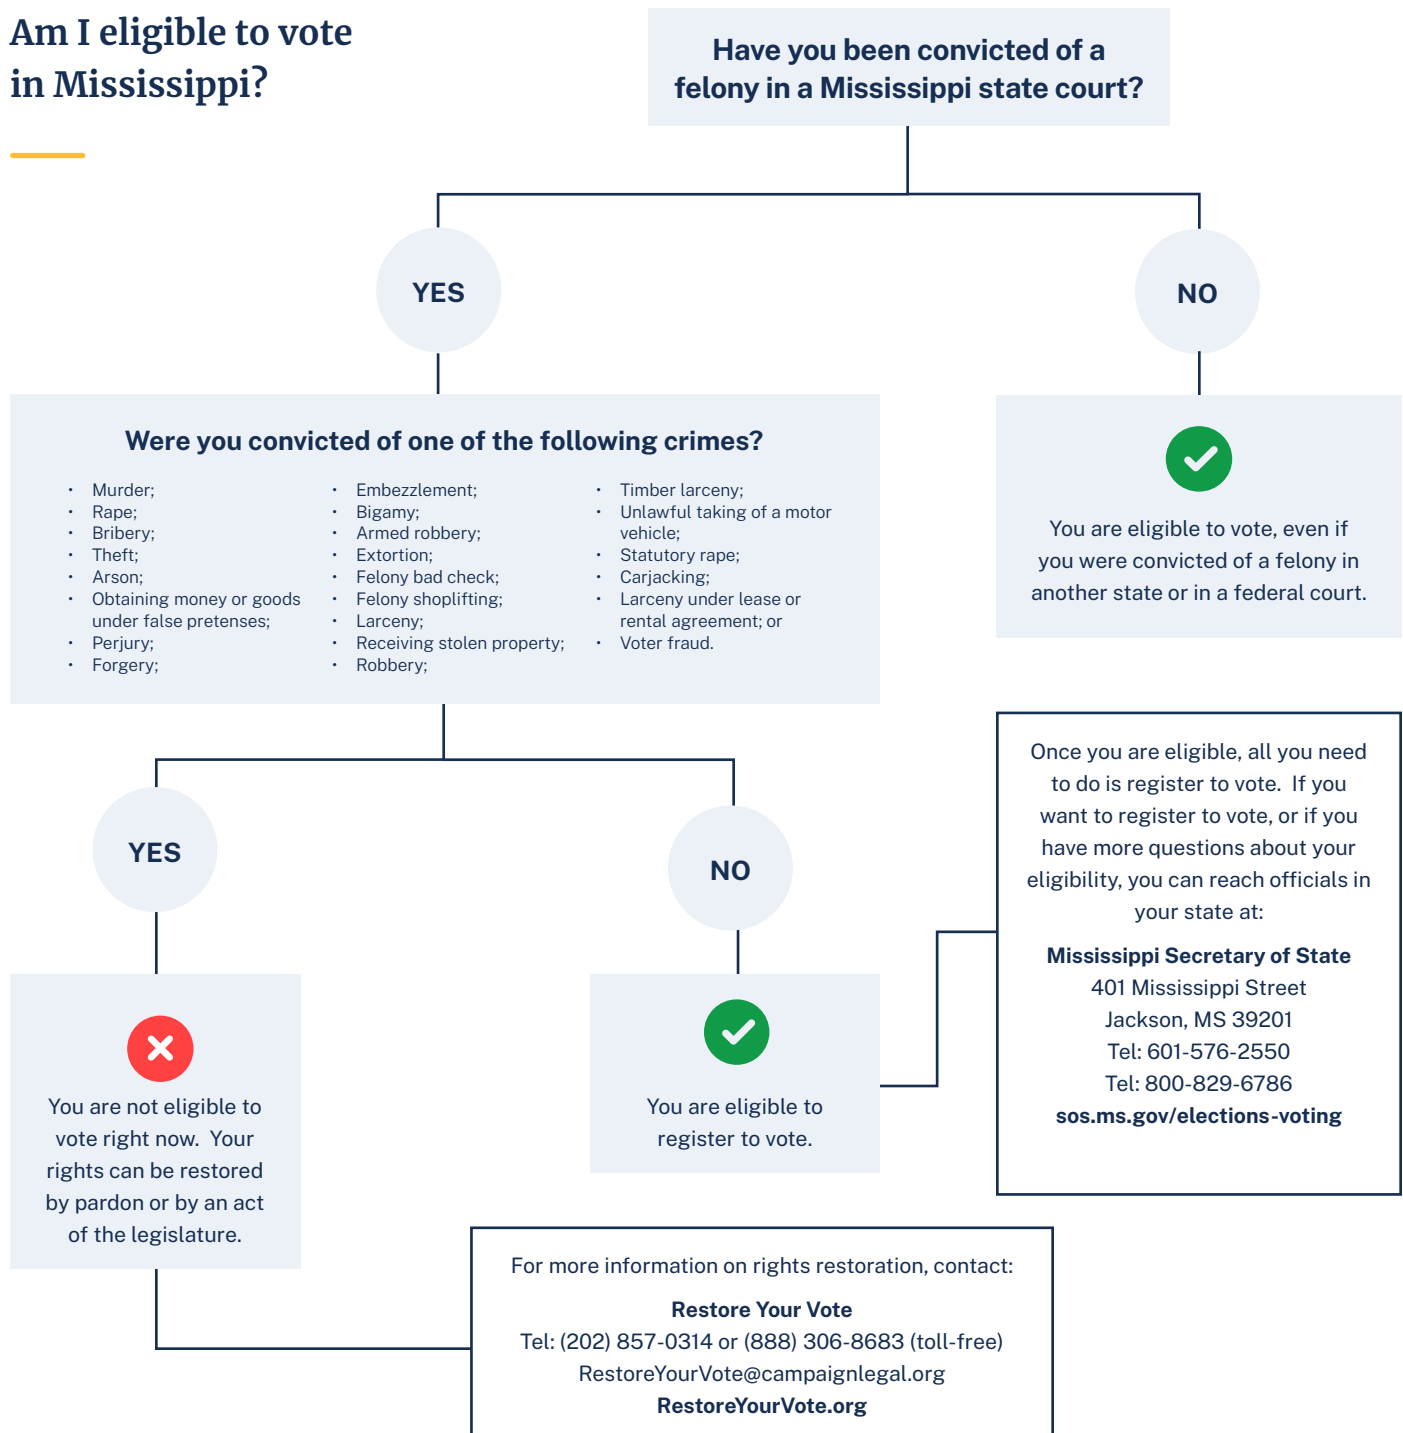 Am I eligible to vote
in Mississippi?
Have you been convicted of a
felony in a Mississippi state court?
YES
NO
Were you convicted of one of the following crimes?
• Murder;
• Rape;
• Bribery;
• Theft;
• Arson;
• Obtaining money or goods
under false pretenses;
• Perjury;
• Forgery;
• Embezzlement;
• Bigamy;
• Armed robbery;
• Extortion;
• Felony bad check;
• Felony shoplifting;
• Larceny;
• Receiving stolen property;
• Robbery;
• Timber larceny;
• Unlawful taking of a motor
vehicle;
• Statutory rape;
• Carjacking;
• Larceny under lease or
rental agreement; or
• Voter fraud.
You are eligible to vote, even if
you were convicted of a felony in
another state or in a federal court.
YES
NO
You are not eligible to
vote right now.  Your
rights can be restored
by pardon or by an act
of the legislature.
You are eligible to
register to vote.
Once you are eligible, all you need
to do is register to vote.  If you
want to register to vote, or if you
have more questions about your
eligibility, you can reach officials in
your state at:
Mississippi Secretary of State
401 Mississippi Street
Jackson, MS 39201
Tel: 601-576-2550
Tel: 800-829-6786
sos.ms.gov/elections-voting
For more information on rights restoration, contact:
Restore Your Vote
Tel: (202) 857-0314 or (888) 306-8683 (toll-free)
RestoreYourVote@campaignlegal.org
RestoreYourVote.org